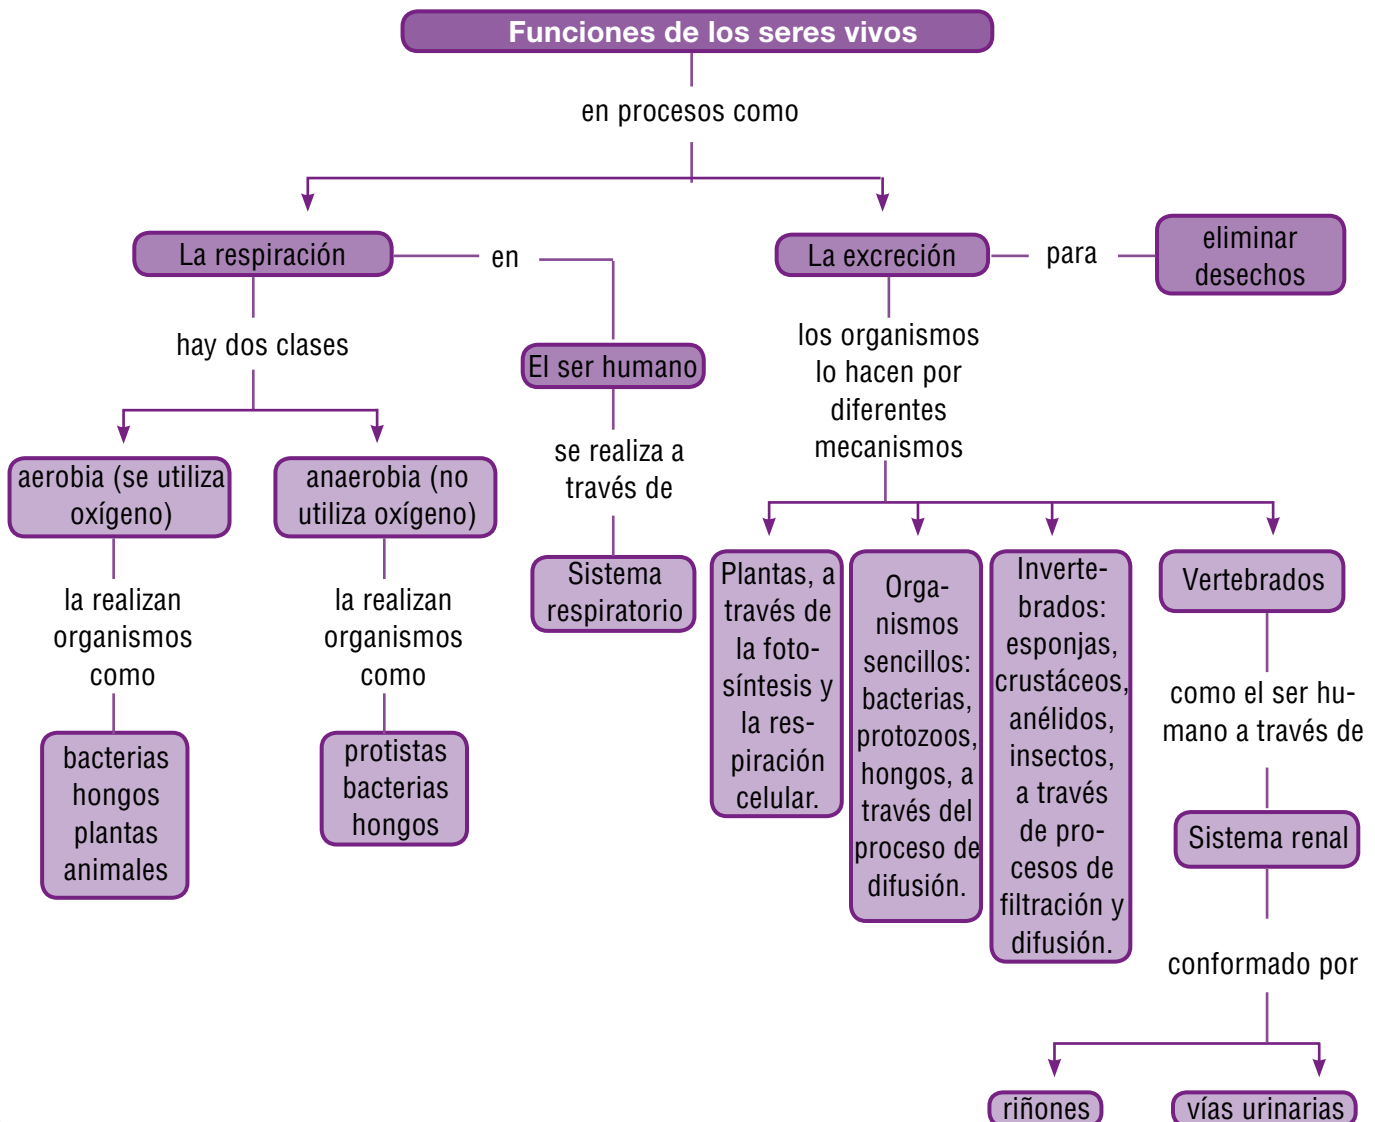 Funciones de los seres vivos
en procesos como
La respiración
en
La excreción
para
eliminar
desechos
hay dos clases
El ser humano
los organismos
lo hacen por
diferentes
mecanismos
aerobia (se utiliza
oxígeno)
anaerobia (no
utiliza oxígeno)
se realiza a
través de
la realizan
organismos
como
la realizan
organismos
como
Sistema
respiratorio
bacterias
hongos
plantas
animales
protistas
bacterias
hongos
Plantas, a
través de
la foto-
síntesis y
la res-
piración
celular.
Orga-
nismos
sencillos:
bacterias,
protozoos,
hongos, a
través del
proceso de
difusión.
Inverte-
brados:
esponjas,
crustáceos,
anélidos,
insectos,
a través
de pro-
cesos de
filtración y
difusión.
Vertebrados
como el ser hu-
mano a través de
Sistema renal
conformado por
riñones
vías urinarias